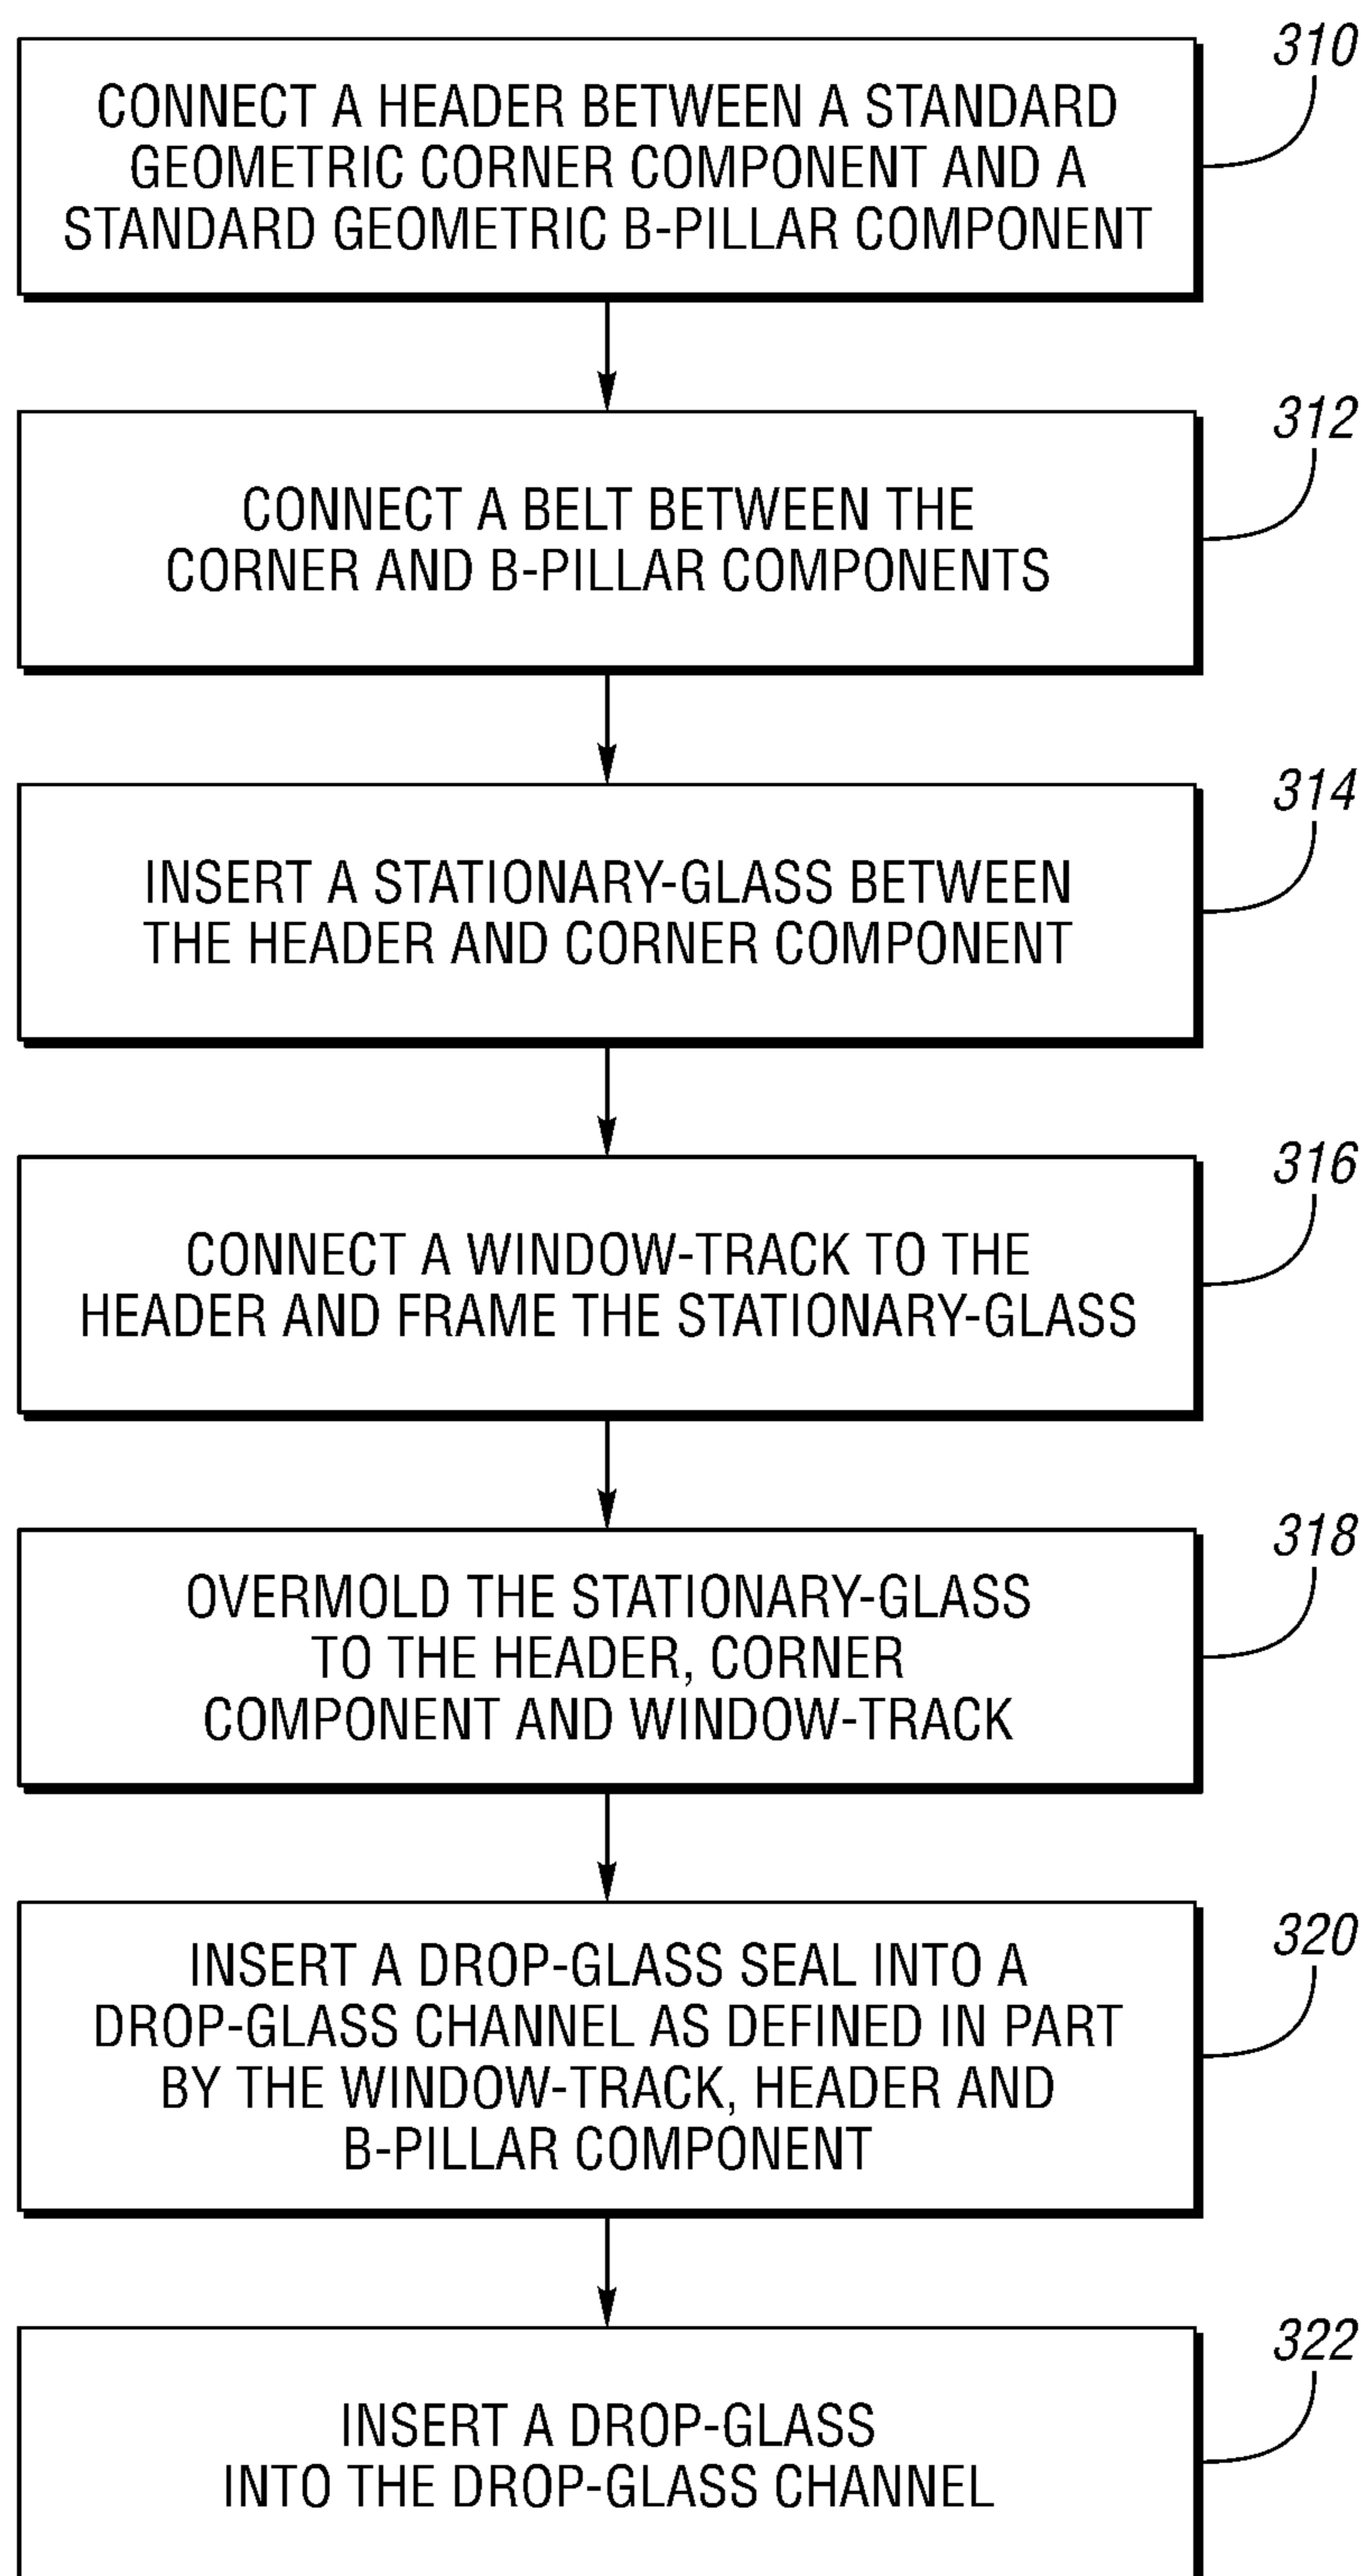 310
CONNECT A HEADER BETWEEN A STANDARD
GEOMETRIC CORNER COMPONENT AND A
STANDARD GEOMETRIC B-PILLAR COMPONENT
312
CONNECT A BELT BETWEEN THE
CORNER AND B-PILLAR COMPONENTS
314
INSERT A STATIONARY-GLASS BETWEEN
THE HEADER AND CORNER COMPONENT
316
CONNECT A WINDOW-TRACK TO THE
HEADER AND FRAME THE STATIONARY-GLASS
318
OVERMOLD THE STATIONARY-GLASS
TO THE HEADER, CORNER
COMPONENT AND WINDOW-TRACK
320
INSERT A DROP-GLASS SEAL INTO A
DROP-GLASS CHANNEL AS DEFINED IN PART
BY THE WINDOW-TRACK, HEADER AND
B-PILLAR COMPONENT
322
INSERT A DROP-GLASS
INTO THE DROP-GLASS CHANNEL